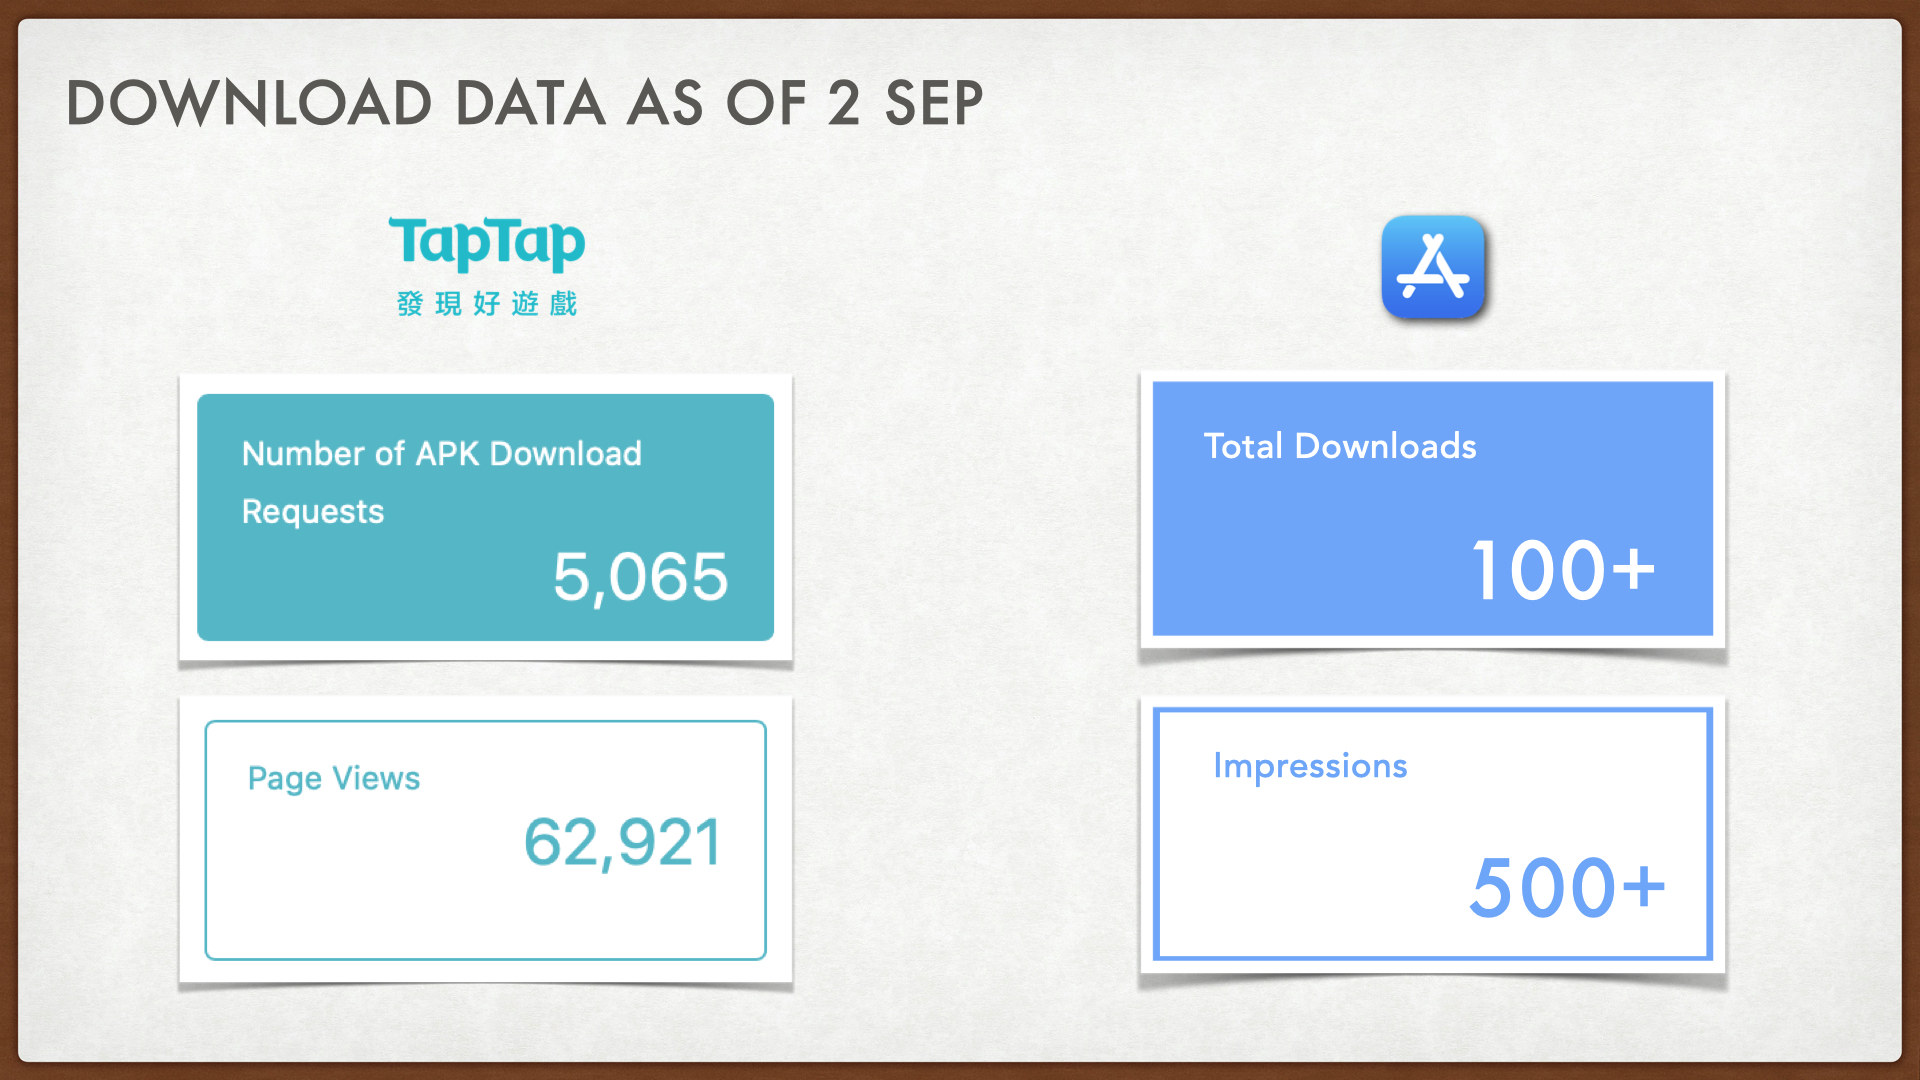 DOWNLOAD DATA AS OF 2 SEP
TapTap
發現好遊戲
Number of APK Download
Requests
5,065
Page Views
62,921
Total Downloads
100+
Impressions
500+